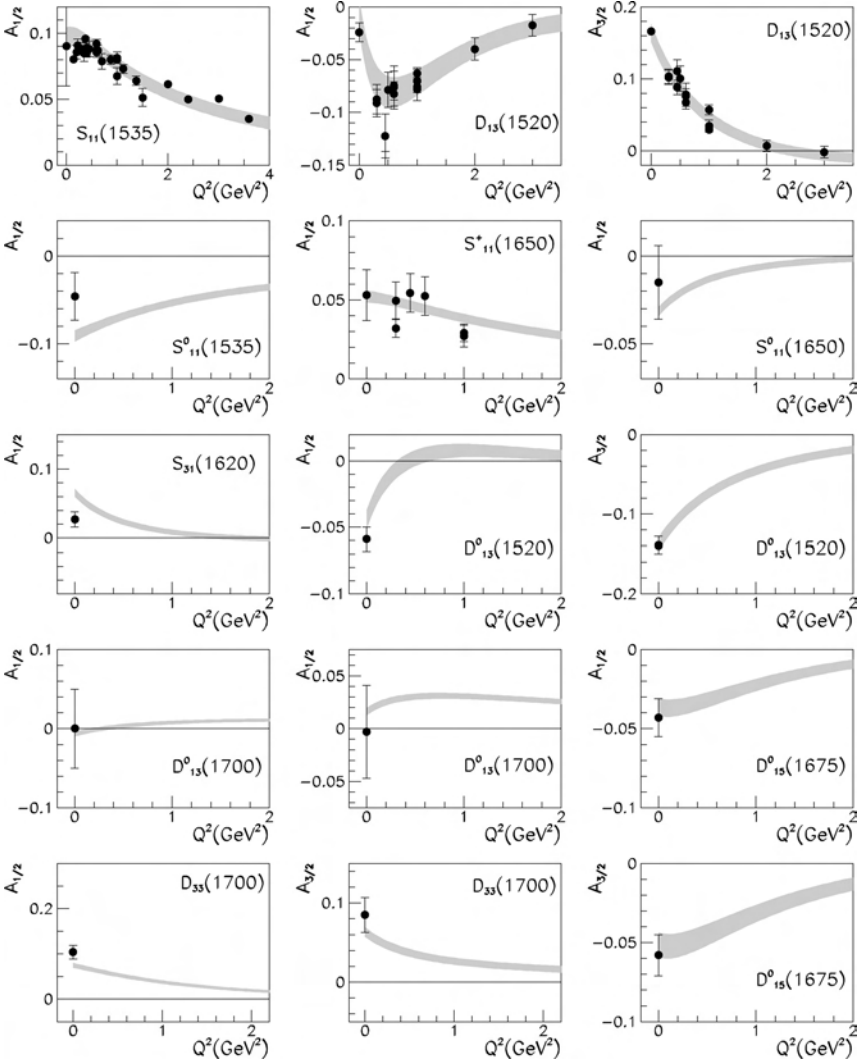 A₁/₂
0.1
0.05
0
S₁₁(1535)
0
2
4
Q²(GeV²)
A₁/₂
0
−0.05
−0.1
−0.15
D₁₃(1520)
0
1
2
3
Q²(GeV²)
A₃/₂
0.2
0.1
0
D₁₃(1520)
0
1
2
3
Q²(GeV²)
A₁/₂
0
−0.1
S⁰₁₁(1535)
0
1
2
Q²(GeV²)
A₁/₂
0.1
0.05
0
S⁺₁₁(1650)
0
1
2
Q²(GeV²)
A₁/₂
0
−0.05
S⁰₁₁(1650)
0
1
2
Q²(GeV²)
A₁/₂
0.1
0
S₃₁(1620)
0
1
2
Q²(GeV²)
A₁/₂
0
−0.05
−0.1
D⁰₁₃(1520)
0
1
2
Q²(GeV²)
A₃/₂
0
−0.1
−0.2
D⁰₁₃(1520)
0
1
2
Q²(GeV²)
A₁/₂
0.1
0
−0.1
D⁰₁₃(1700)
0
1
2
Q²(GeV²)
A₁/₂
0.05
0
−0.05
D⁰₁₃(1700)
0
1
2
Q²(GeV²)
A₁/₂
0
−0.05
−0.1
D⁰₁₅(1675)
0
1
2
Q²(GeV²)
A₁/₂
0.2
0
D₃₃(1700)
0
1
2
Q²(GeV²)
A₃/₂
0.1
0
D₃₃(1700)
0
1
2
Q²(GeV²)
A₃/₂
0
−0.05
−0.1
D⁰₁₅(1675)
0
1
2
Q²(GeV²)